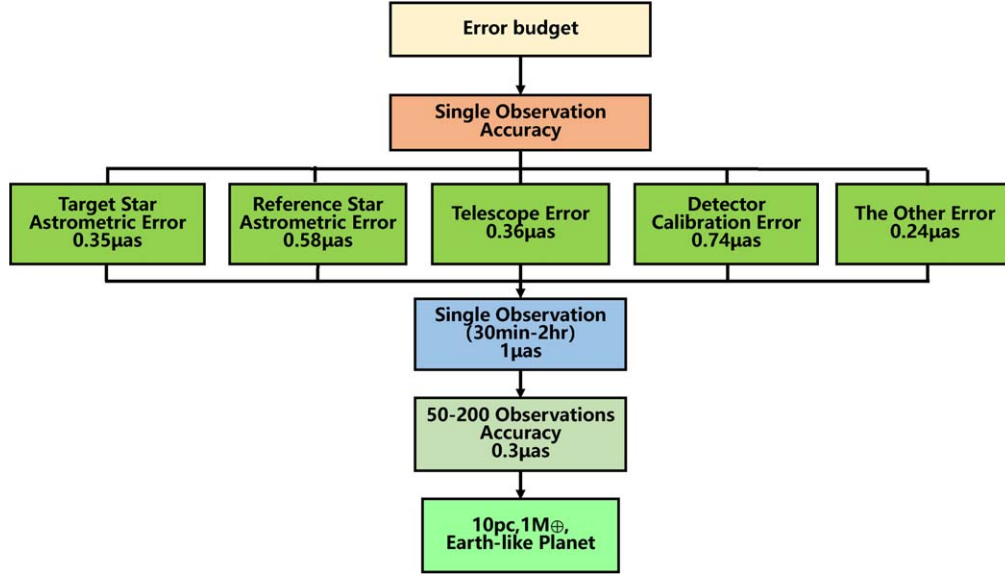 Error budget
Single Observation
Accuracy
Target Star
Astrometric Error
0.35μas
Reference Star
Astrometric Error
0.58μas
Telescope Error
0.36μas
Detector
Calibration Error
0.74μas
The Other Error
0.24μas
Single Observation
(30min-2hr)
1μas
50-200 Observations
Accuracy
0.3μas
10pc,1M⊕,
Earth-like Planet